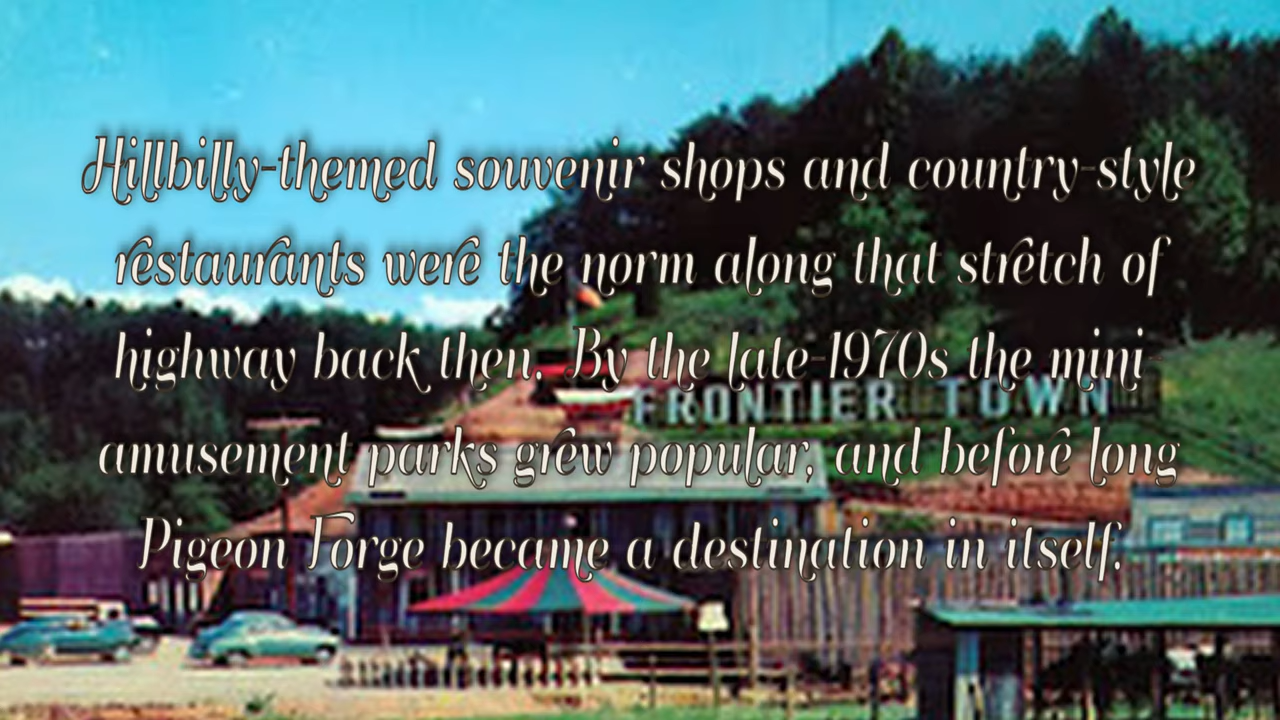 Hillbilly-themed souvenir shops and country-style
restaurants were the norm along that stretch of
highway back then. By the late-1970s the mini-
FRONTIER TOWN
amusement parks grew popular, and before long
Pigeon Forge became a destination in itself.